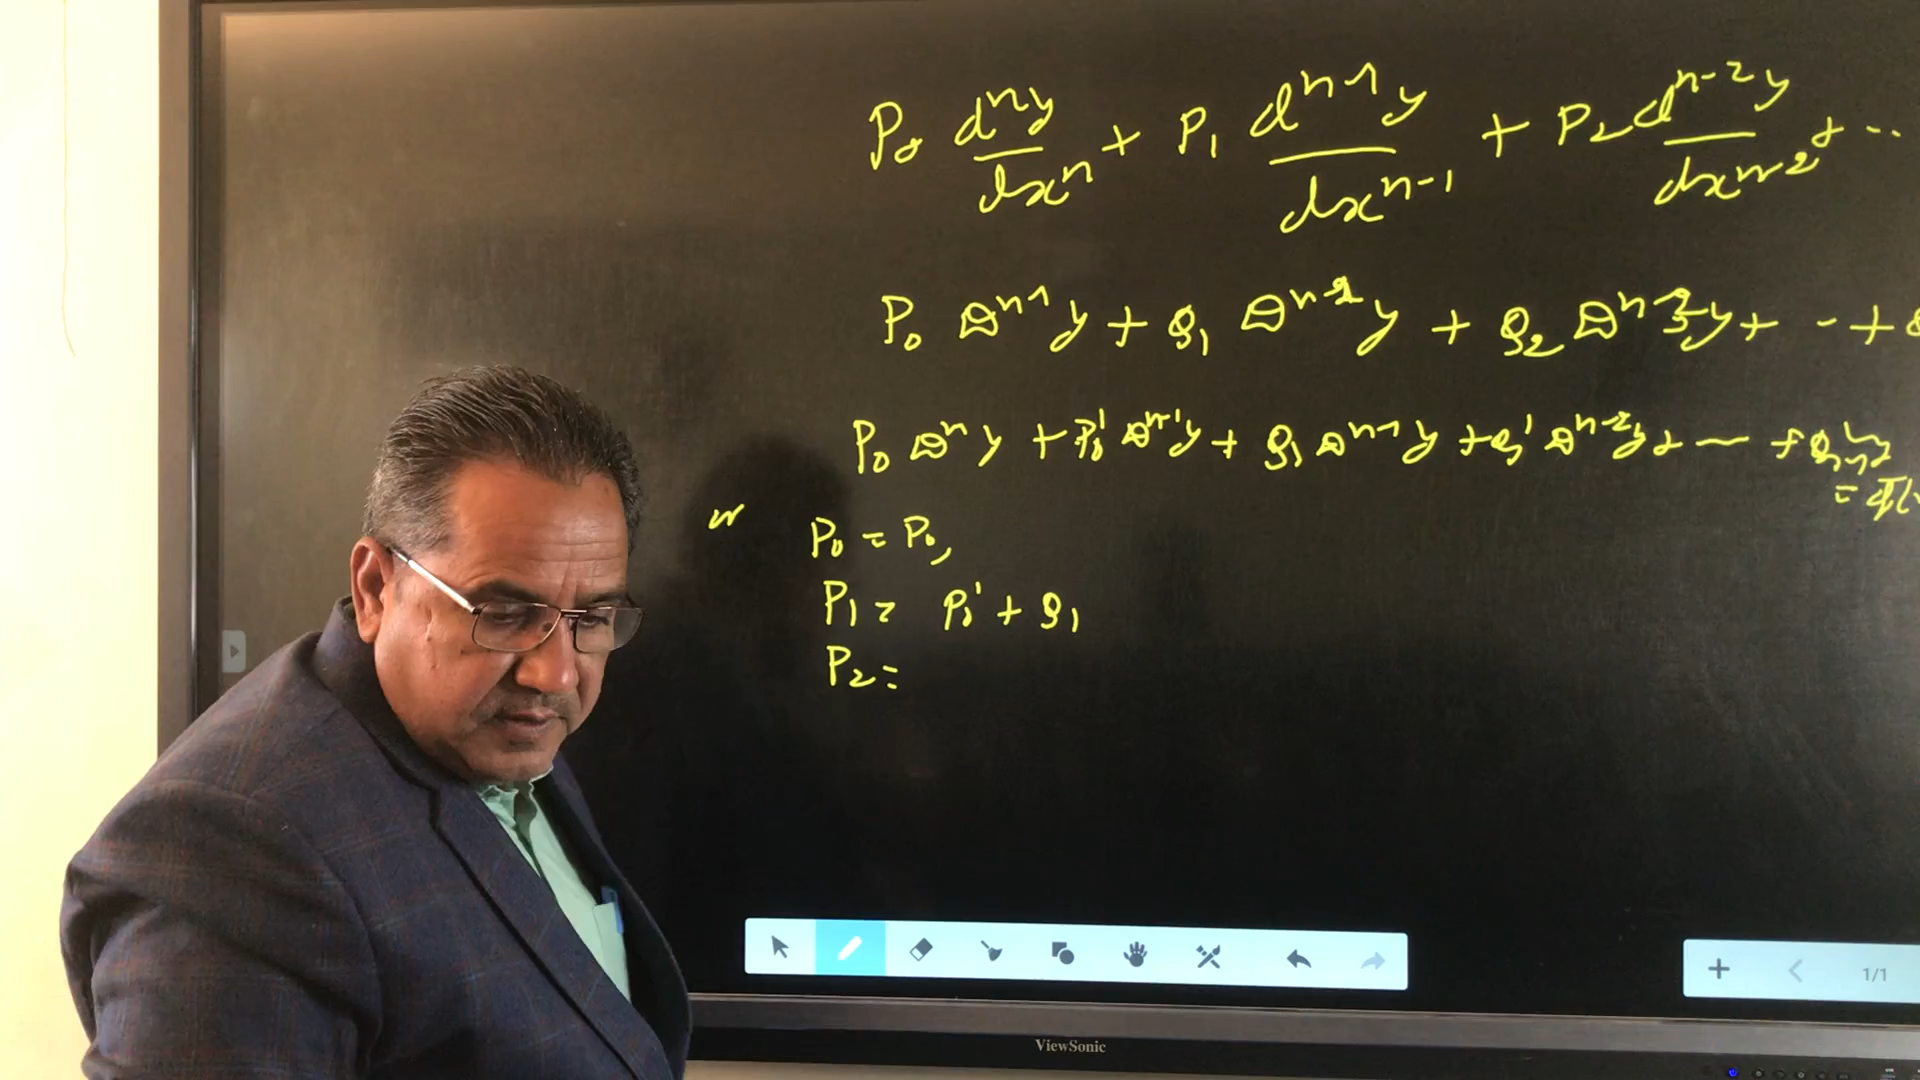 P₀ dⁿy/dxⁿ + P₁ dⁿ⁻¹y/dxⁿ⁻¹ + P₂ dⁿ⁻²y/dxⁿ⁻² + ...
P₀ Dⁿ⁻¹y + Q₁ Dⁿ⁻²y + Q₂ Dⁿ⁻³y + - - +
P₀ Dⁿy + P₀' Dⁿ⁻¹y + Q₁ Dⁿ⁻¹y + Q₁' Dⁿ⁻²y + — +
or P₀ = P₀,
P₁ = P₀' + Q₁
P₂ =
1/1
ViewSonic